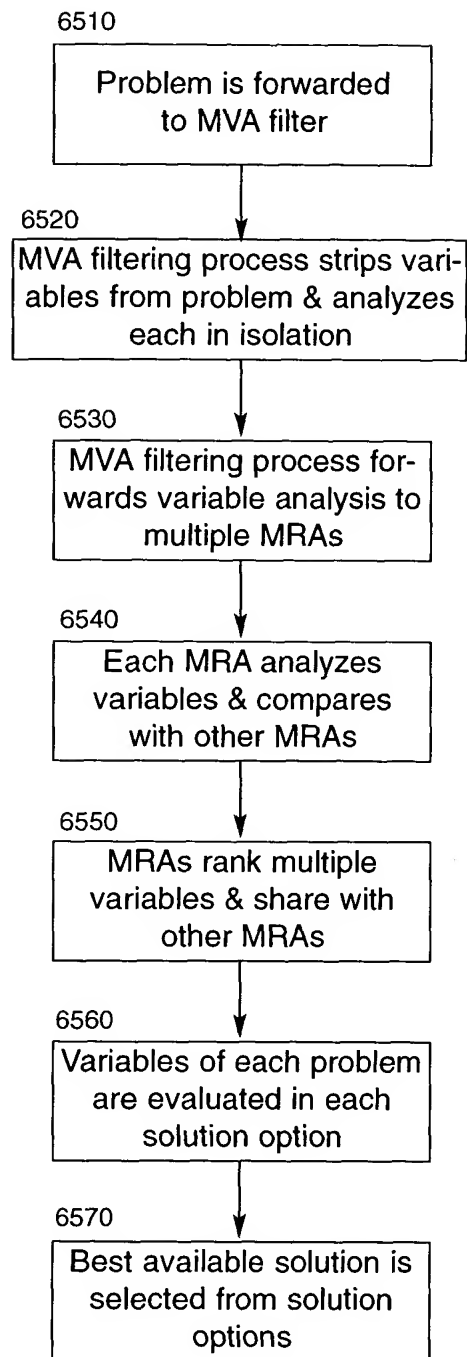 6510
Problem is forwarded
to MVA filter
6520
MVA filtering process strips vari-
ables from problem & analyzes
each in isolation
6530
MVA filtering process for-
wards variable analysis to
multiple MRAs
6540
Each MRA analyzes
variables & compares
with other MRAs
6550
MRAs rank multiple
variables & share with
other MRAs
6560
Variables of each problem
are evaluated in each
solution option
6570
Best available solution is
selected from solution
options